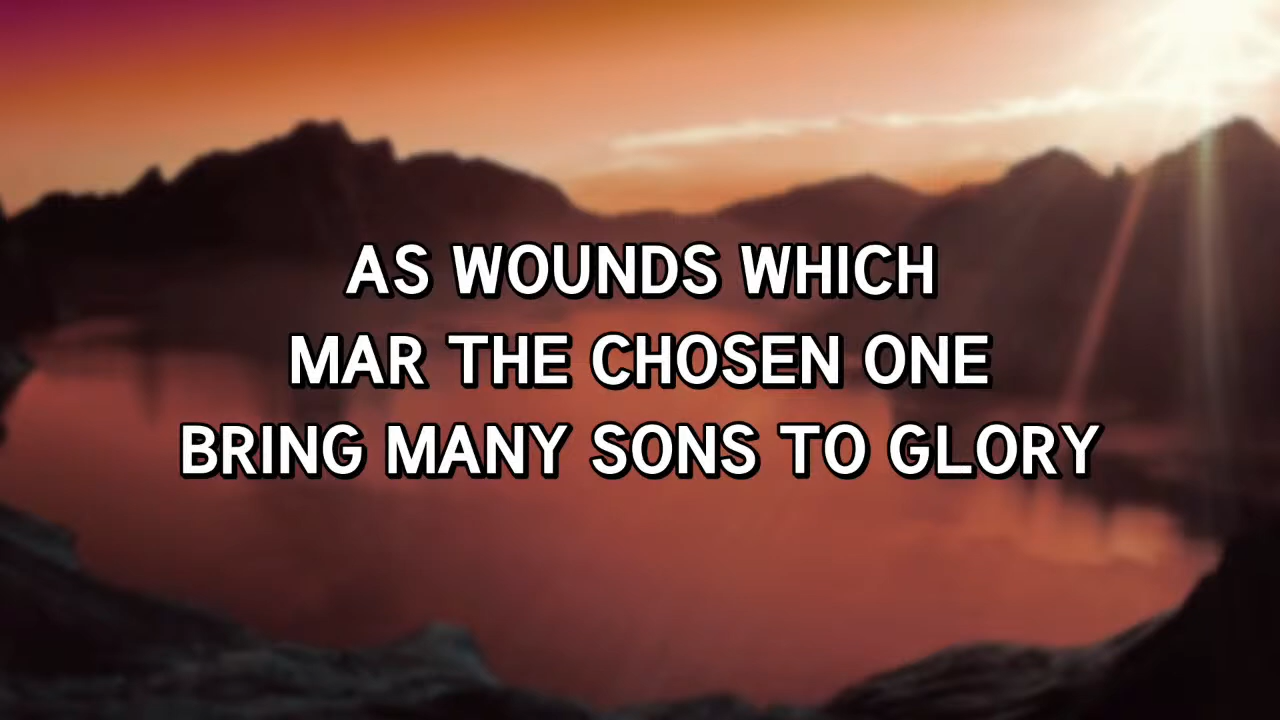 AS WOUNDS WHICH
MAR THE CHOSEN ONE
BRING MANY SONS TO GLORY